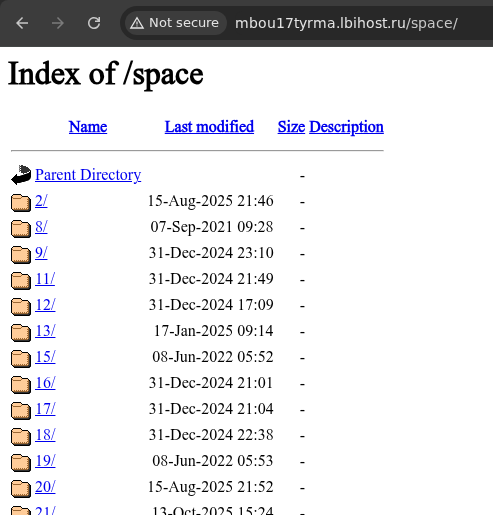 Not secure mbou17tyrma.lbihost.ru/space/
Index of /space
Name Last modified Size Description
Parent Directory -
2/ 15-Aug-2025 21:46 -
8/ 07-Sep-2021 09:28 -
9/ 31-Dec-2024 23:10 -
11/ 31-Dec-2024 21:49 -
12/ 31-Dec-2024 17:09 -
13/ 17-Jan-2025 09:14 -
15/ 08-Jun-2022 05:52 -
16/ 31-Dec-2024 21:01 -
17/ 31-Dec-2024 21:04 -
18/ 31-Dec-2024 22:38 -
19/ 08-Jun-2022 05:53 -
20/ 15-Aug-2025 21:52 -
21/ 13-Oct-2025 15:24 -